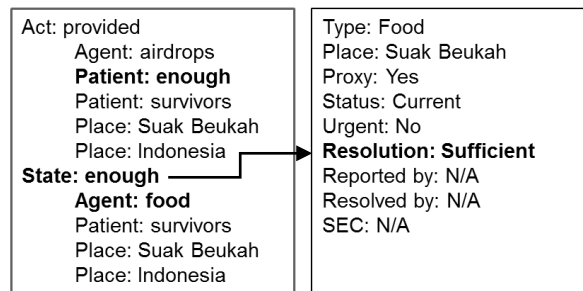 Act: provided
Agent: airdrops
Patient: enough
Patient: survivors
Place: Suak Beukah
Place: Indonesia
State: enough
Agent: food
Patient: survivors
Place: Suak Beukah
Place: Indonesia
Type: Food
Place: Suak Beukah
Proxy: Yes
Status: Current
Urgent: No
Resolution: Sufficient
Reported by: N/A
Resolved by: N/A
SEC: N/A